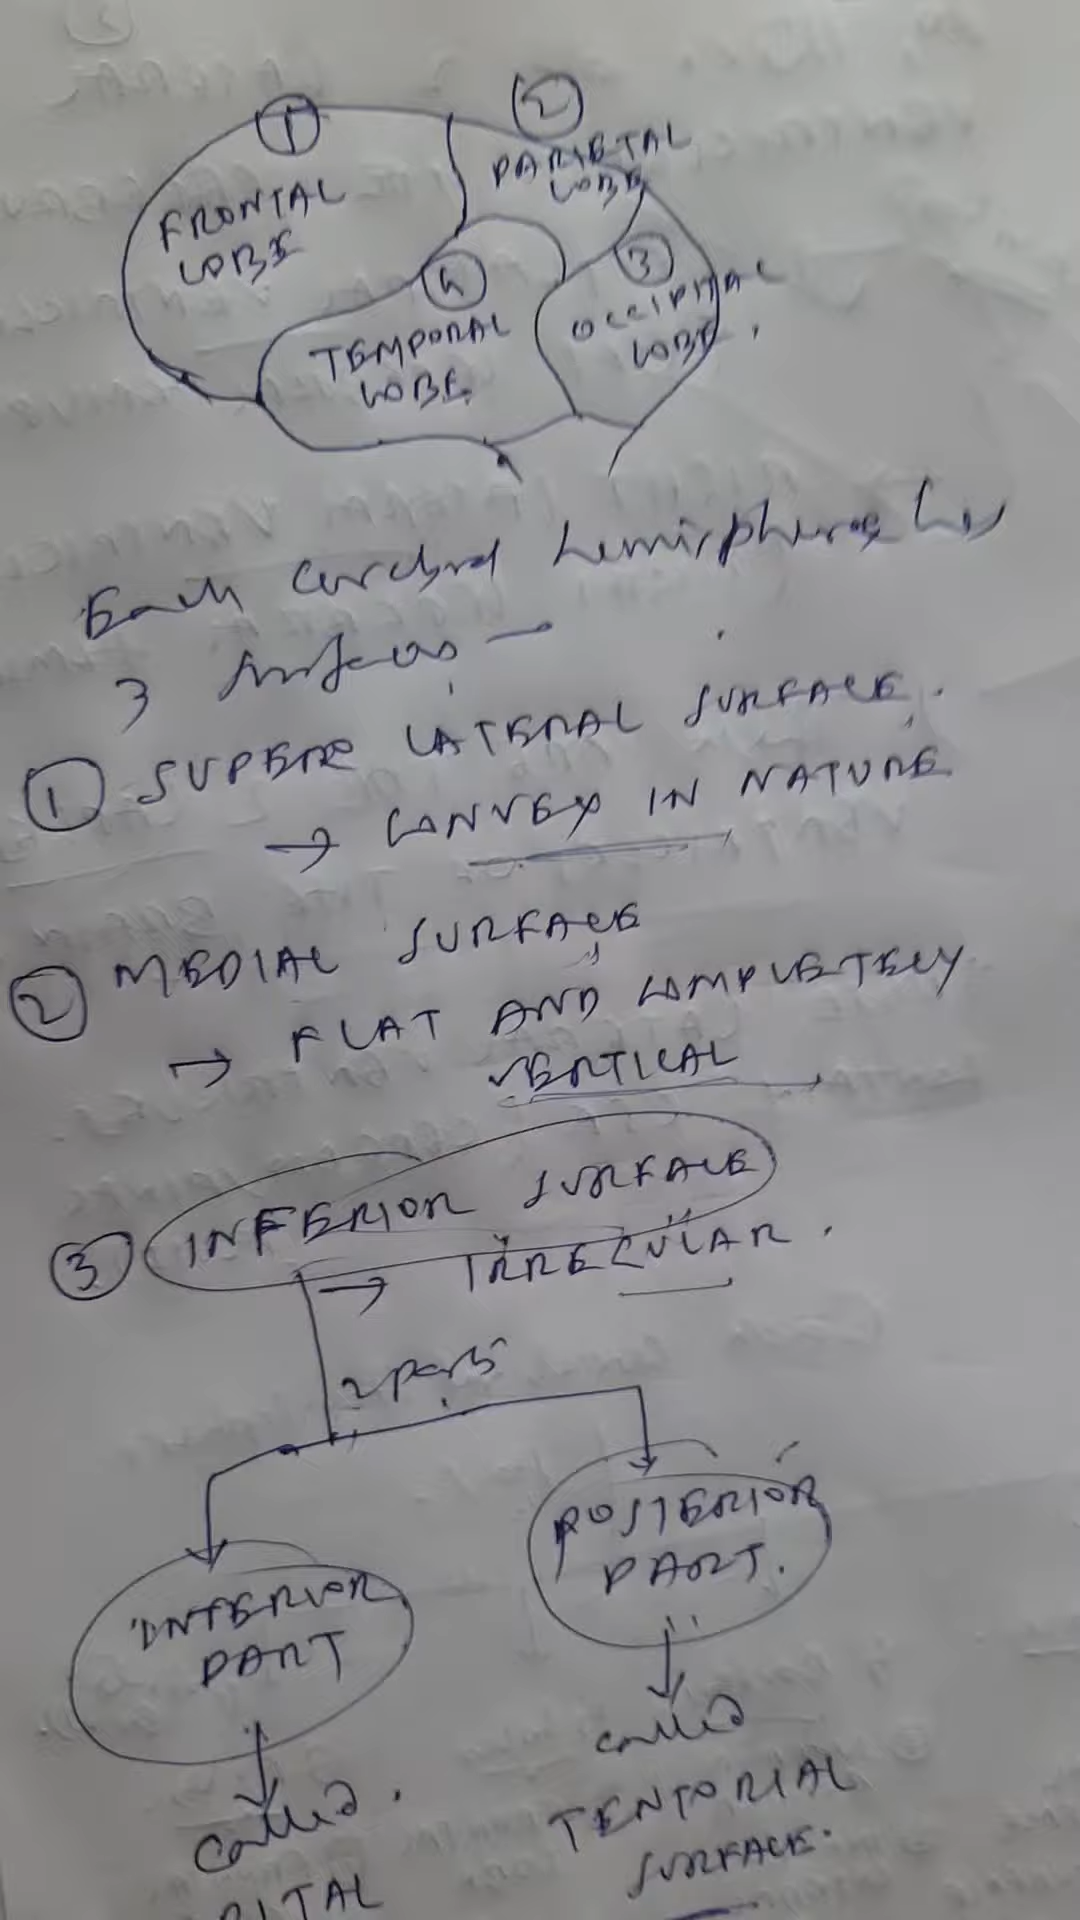 1
2
FRONTAL
LOBE
PARIETAL
LOBE
3
OCCIPITAL
LOBE
4
TEMPORAL
LOBE
Each cerebral hemisphere has
3 surfaces —
1 SUPERO LATERAL SURFACE.
→ CONVEX IN NATURE
2 MEDIAL SURFACE
→ FLAT AND COMPLETELY
VERTICAL
3 INFERIOR SURFACE
→ IRREGULAR.
2 parts
POSTERIOR
PART.
PART
called
TENTORIAL
SURFACE.
called.
RITAL